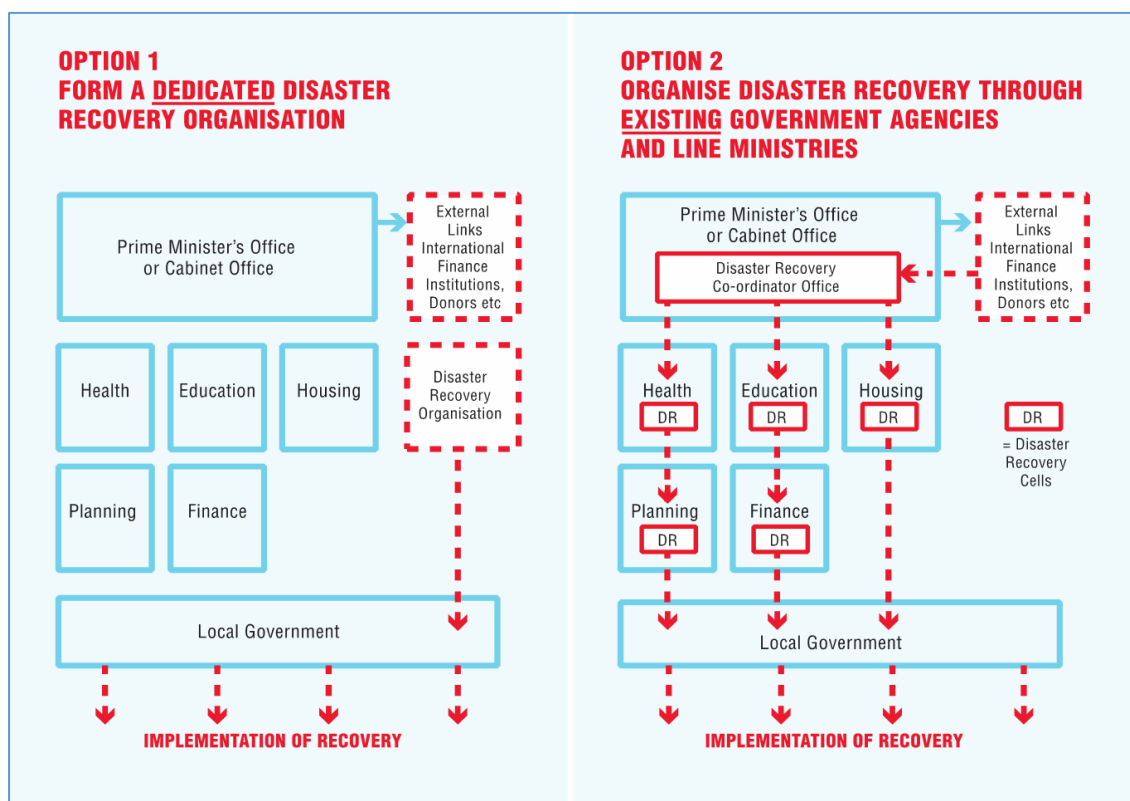 OPTION 1
FORM A DEDICATED DISASTER
RECOVERY ORGANISATION
Prime Minister's Office
or Cabinet Office
External
Links
International
Finance
Institutions,
Donors etc
Health
Education
Housing
Disaster
Recovery
Organisation
Planning
Finance
Local Government
IMPLEMENTATION OF RECOVERY
OPTION 2
ORGANISE DISASTER RECOVERY THROUGH
EXISTING GOVERNMENT AGENCIES
AND LINE MINISTRIES
Prime Minister's Office
or Cabinet Office
Disaster Recovery
Co-ordinator Office
External
Links
International
Finance
Institutions,
Donors etc
Health
DR
Education
DR
Housing
DR
DR
= Disaster
Recovery
Cells
Planning
DR
Finance
DR
Local Government
IMPLEMENTATION OF RECOVERY